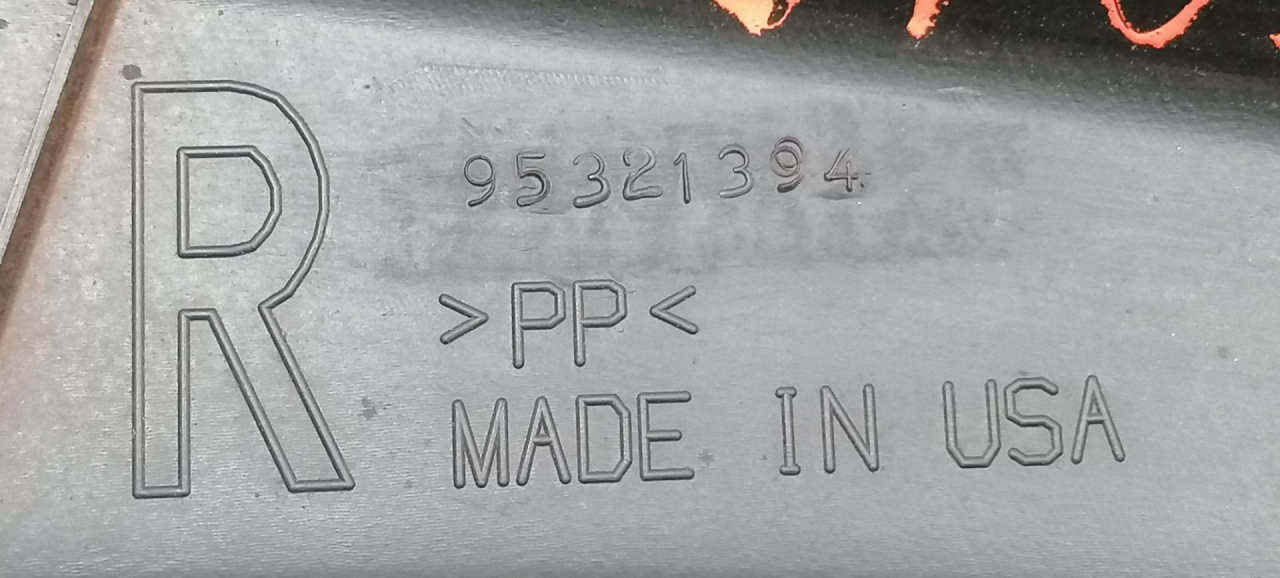 R
95321394
>PP<
MADE IN USA